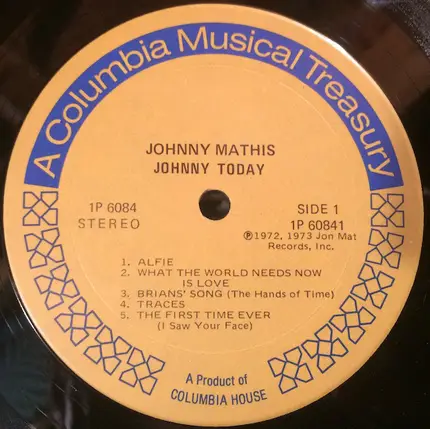 A Columbia Musical Treasury
JOHNNY MATHIS
JOHNNY TODAY
1P 6084
STEREO
SIDE 1
1P 60841
Ⓟ1972, 1973 Jon Mat
Records, Inc.
1. ALFIE
2. WHAT THE WORLD NEEDS NOW
IS LOVE
3. BRIANS' SONG (The Hands of Time)
4. TRACES
5. THE FIRST TIME EVER
(I Saw Your Face)
A Product of
COLUMBIA HOUSE